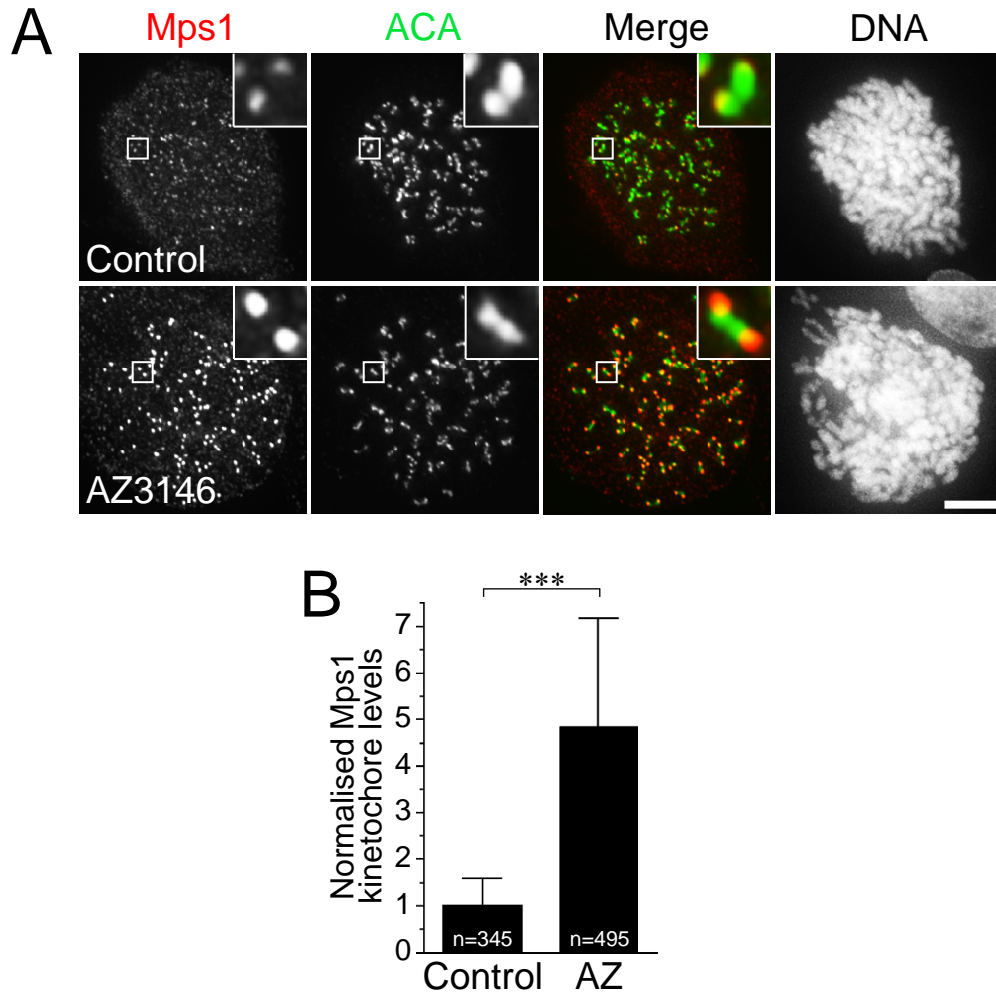 A
Mps1 ACA Merge DNA
Control
AZ3146
B
***
Normalised Mps1
kinetochore levels
7
6
5
4
3
2
1
0
n=345 n=495
Control AZ